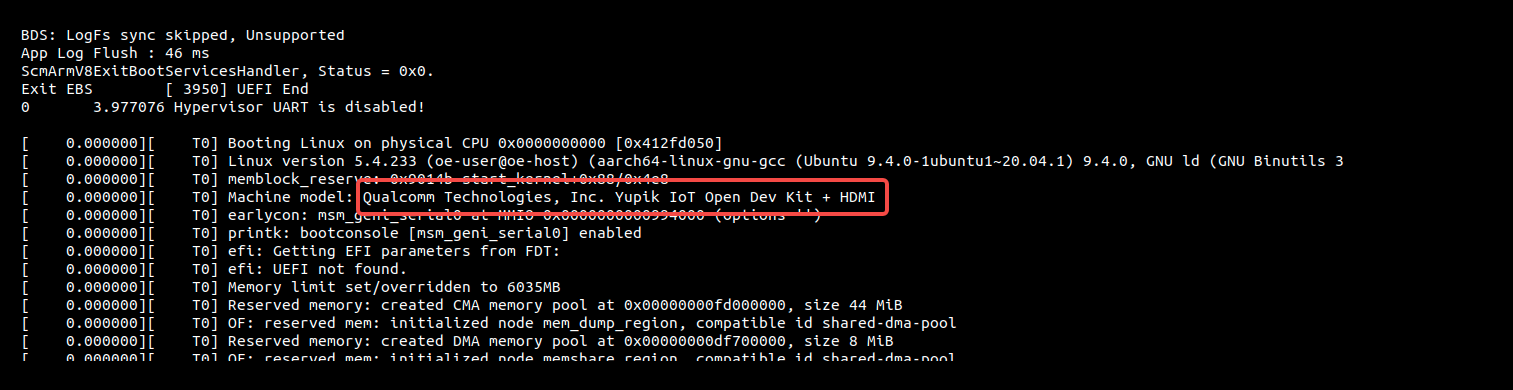 BDS: LogFs sync skipped, Unsupported
App Log Flush : 46 ms
ScmArmV8ExitBootServicesHandler, Status = 0x0.
Exit EBS        [ 3950] UEFI End
0       3.977076 Hypervisor UART is disabled!
[    0.000000][    T0] Booting Linux on physical CPU 0x0000000000 [0x412fd050]
[    0.000000][    T0] Linux version 5.4.233 (oe-user@oe-host) (aarch64-linux-gnu-gcc (Ubuntu 9.4.0-1ubuntu1~20.04.1) 9.4.0, GNU ld (GNU Binutils 3
[    0.000000][    T0] memblock_reserve: 0x9014b start_kernel+0x88/0x4e8
[    0.000000][    T0] Machine model: Qualcomm Technologies, Inc. Yupik IoT Open Dev Kit + HDMI
[    0.000000][    T0] earlycon: msm_geni_serial0 at MMIO 0x0000000000994000 (options '')
[    0.000000][    T0] printk: bootconsole [msm_geni_serial0] enabled
[    0.000000][    T0] efi: Getting EFI parameters from FDT:
[    0.000000][    T0] efi: UEFI not found.
[    0.000000][    T0] Memory limit set/overridden to 6035MB
[    0.000000][    T0] Reserved memory: created CMA memory pool at 0x00000000fd000000, size 44 MiB
[    0.000000][    T0] OF: reserved mem: initialized node mem_dump_region, compatible id shared-dma-pool
[    0.000000][    T0] Reserved memory: created DMA memory pool at 0x00000000df700000, size 8 MiB
[    0.000000][    T0] OF: reserved mem: initialized node memshare_region, compatible id shared-dma-pool